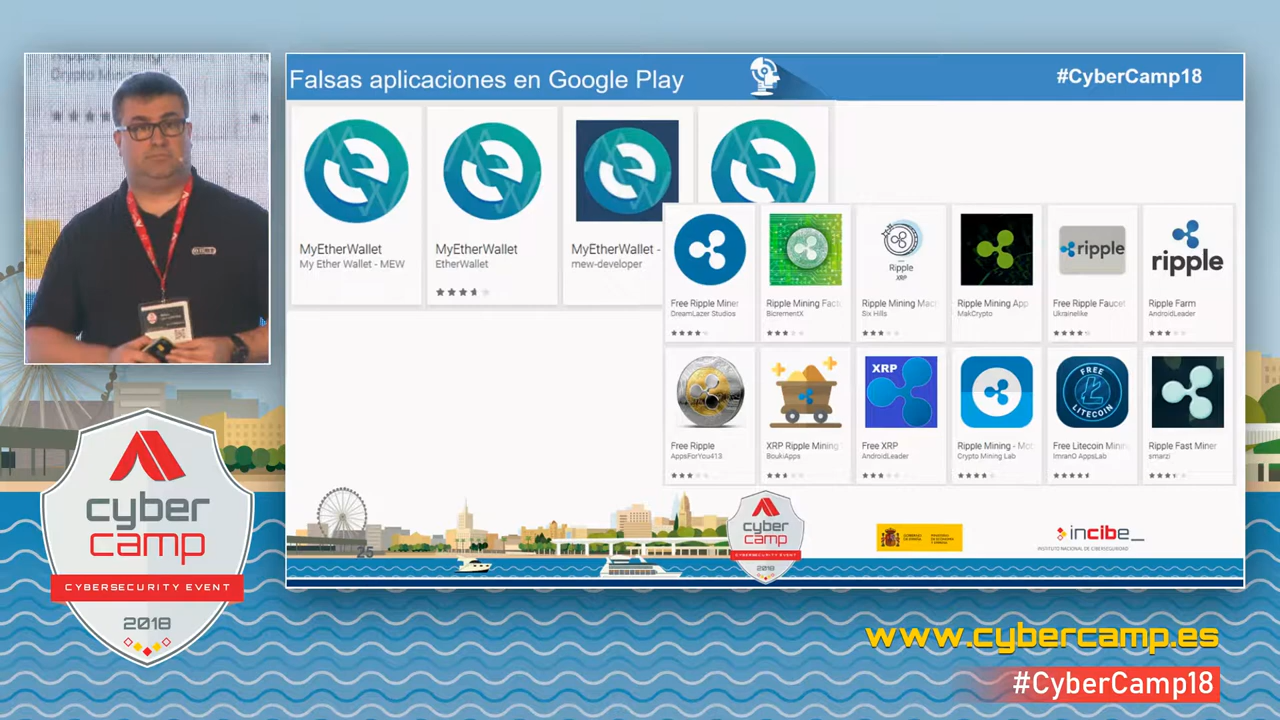 Falsas aplicaciones en Google Play
#CyberCamp18
MyEtherWallet
My Ether Wallet - MEW
MyEtherWallet
EtherWallet
MyEtherWallet -
mew-developer
Free Ripple Miner
DreamLazer Studios
Ripple Mining Fact
BicrementX
Ripple
XRP
Ripple Mining Mac
Six Hills
Ripple Mining App
MakCrypto
ripple
Free Ripple Faucet
Ukrainelike
ripple
Ripple Farm
AndroidLeader
Free Ripple
AppsForYou413
XRP Ripple Mining
BoukiApps
XRP
Free XRP
AndroidLeader
Ripple Mining - Mo
Crypto Mining Lab
FREE
LITECOIN
Free Litecoin Minin
ImranO AppsLab
Ripple Fast Miner
smarzi
25
cyber
camp
CYBERSECURITY EVENT
2018
incibe_
INSTITUTO NACIONAL DE CIBERSEGURIDAD
cyber
camp
CYBERSECURITY EVENT
2018
www.cybercamp.es
#CyberCamp18